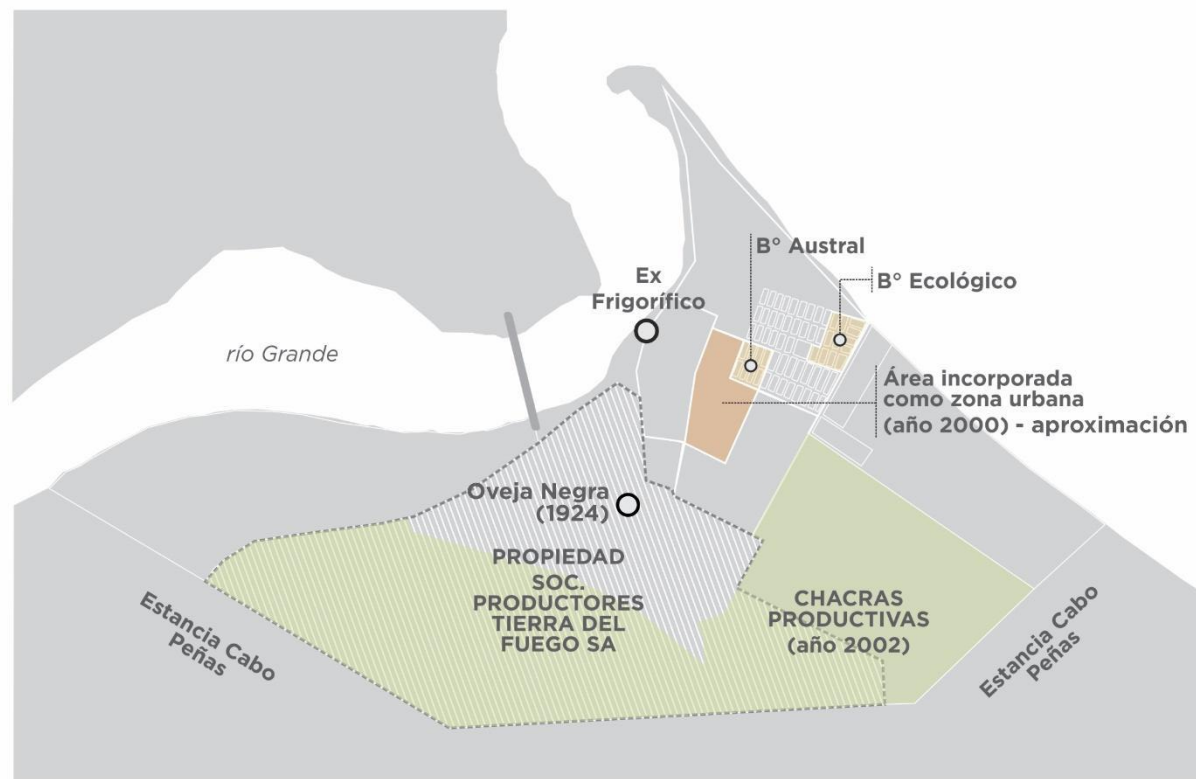 B° Austral
B° Ecológico
Ex
Frigorífico
río Grande
Área incorporada
como zona urbana
(año 2000) - aproximación
Oveja Negra
(1924)
PROPIEDAD
SOC.
PRODUCTORES
TIERRA DEL
FUEGO SA
CHACRAS
PRODUCTIVAS
(año 2002)
Estancia Cabo
Peñas
Estancia Cabo
Peñas